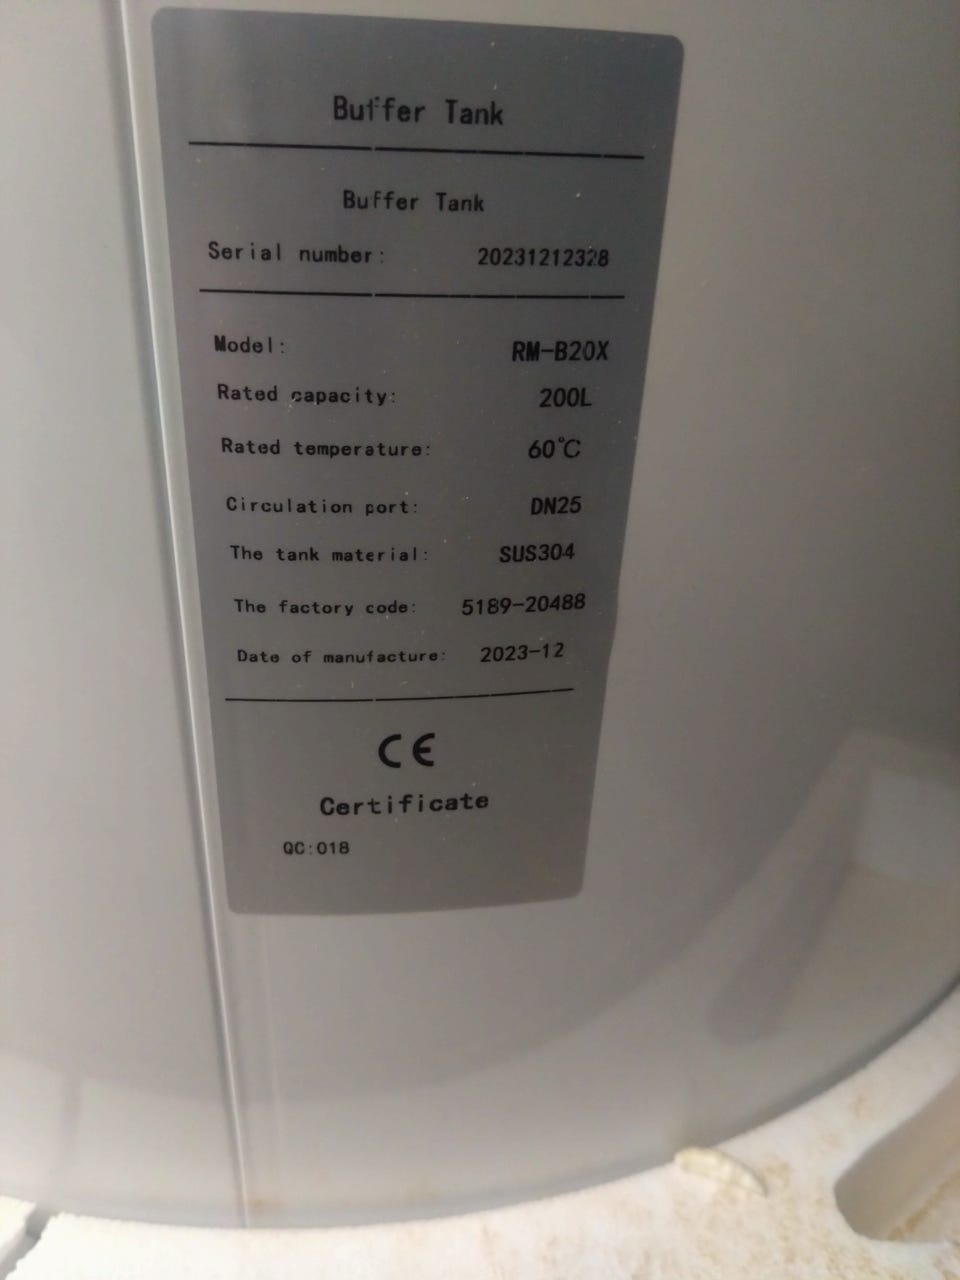 Buffer Tank
Buffer Tank
Serial number: 20231212328
Model: RM-B20X
Rated capacity: 200L
Rated temperature: 60℃
Circulation port: DN25
The tank material: SUS304
The factory code: 5189-20488
Date of manufacture: 2023-12
CE
Certificate
QC:018